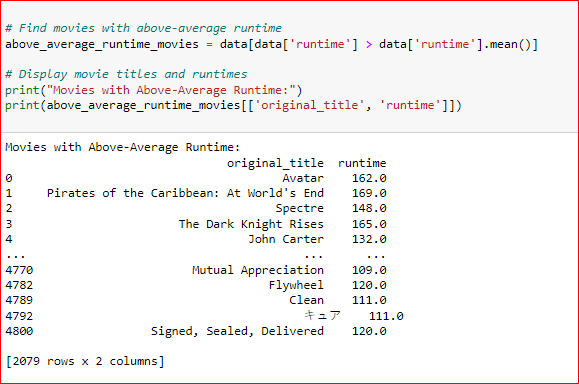 # Find movies with above-average runtime
above_average_runtime_movies = data[data['runtime'] > data['runtime'].mean()]
# Display movie titles and runtimes
print("Movies with Above-Average Runtime:")
print(above_average_runtime_movies[['original_title', 'runtime']])
Movies with Above-Average Runtime:
original_title runtime
0 Avatar 162.0
1 Pirates of the Caribbean: At World's End 169.0
2 Spectre 148.0
3 The Dark Knight Rises 165.0
4 John Carter 132.0
... ... ...
4770 Mutual Appreciation 109.0
4782 Flywheel 120.0
4789 Clean 111.0
4792 キュア 111.0
4800 Signed, Sealed, Delivered 120.0
[2079 rows x 2 columns]